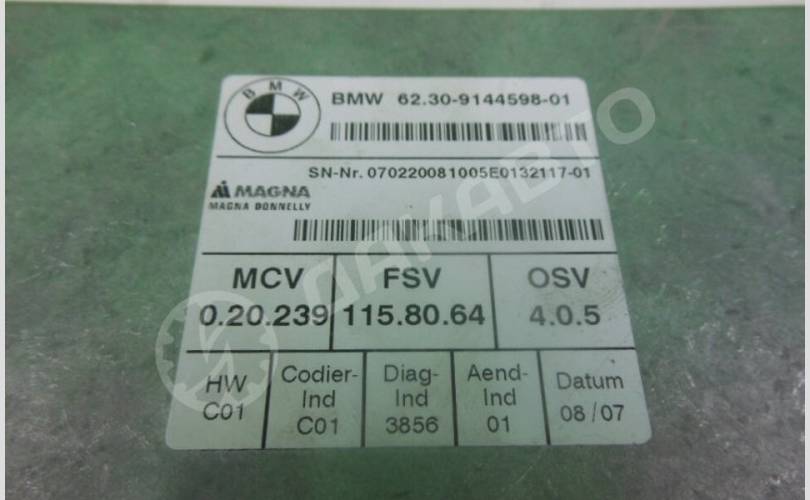 BMW
BMW 62.30-9144598-01
SN-Nr. 070220081005E0132117-01
MAGNA
MAGNA DONNELLY
MCV FSV OSV
0.20.239 115.80.64 4.0.5
HW Codier- Diag- Aend- Datum
C01 Ind Ind Ind 08/07
C01 3856 01
ЛАКАВТО